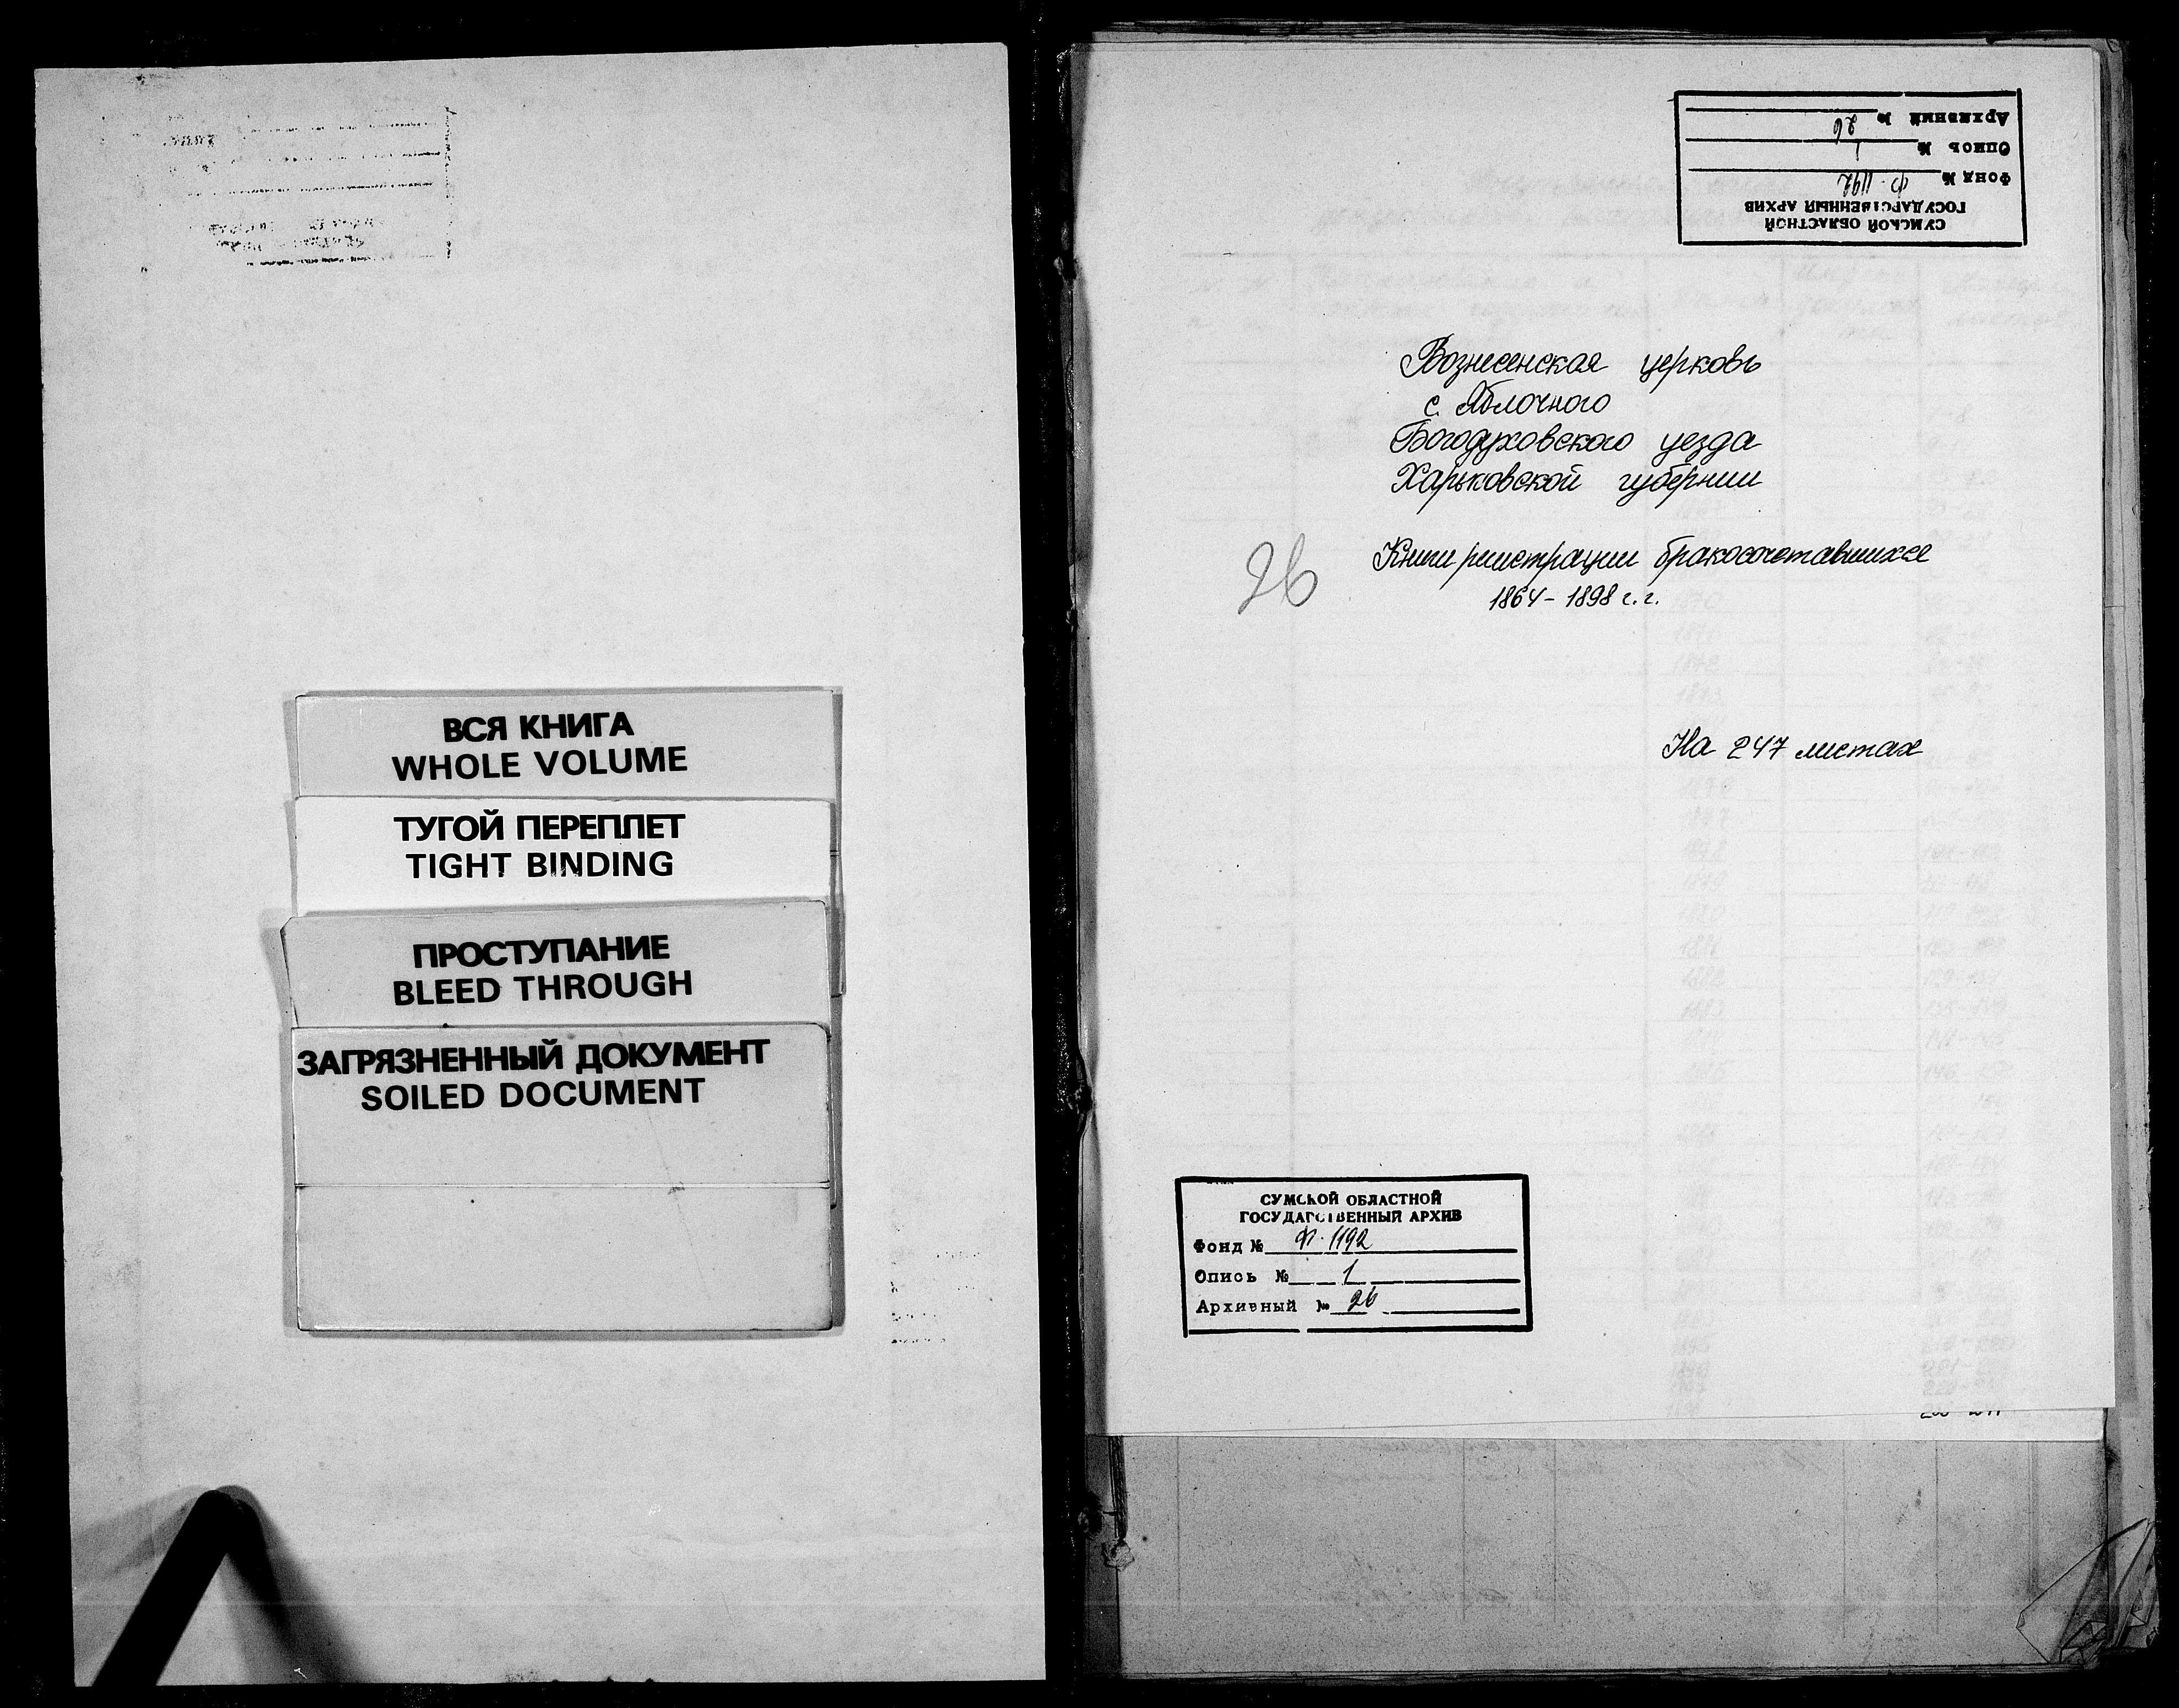 ВСЯ КНИГА
WHOLE VOLUME
ТУГОЙ ПЕРЕПЛЕТ
TIGHT BINDING
ПРОСТУПАНИЕ
BLEED THROUGH
ЗАГРЯЗНЕННЫЙ ДОКУМЕНТ
SOILED DOCUMENT
СУМСКОЙ ОБЛАСТНОЙ
ГОСУДАРСТВЕННЫЙ АРХИВ
Фонд № Ф. 1192
Опись № 1
Архивный № 26
Вознесенская церковь
с. Яблочного
Богодуховского уезда
Харьковской губернии
26
Книги регистрации бракосочетавшихся
1864-1898 г.г.
На 247 листах
СУМСКОЙ ОБЛАСТНОЙ
ГОСУДАРСТВЕННЫЙ АРХИВ
Фонд № Ф. 1192
Опись № 1
Архивный № 26